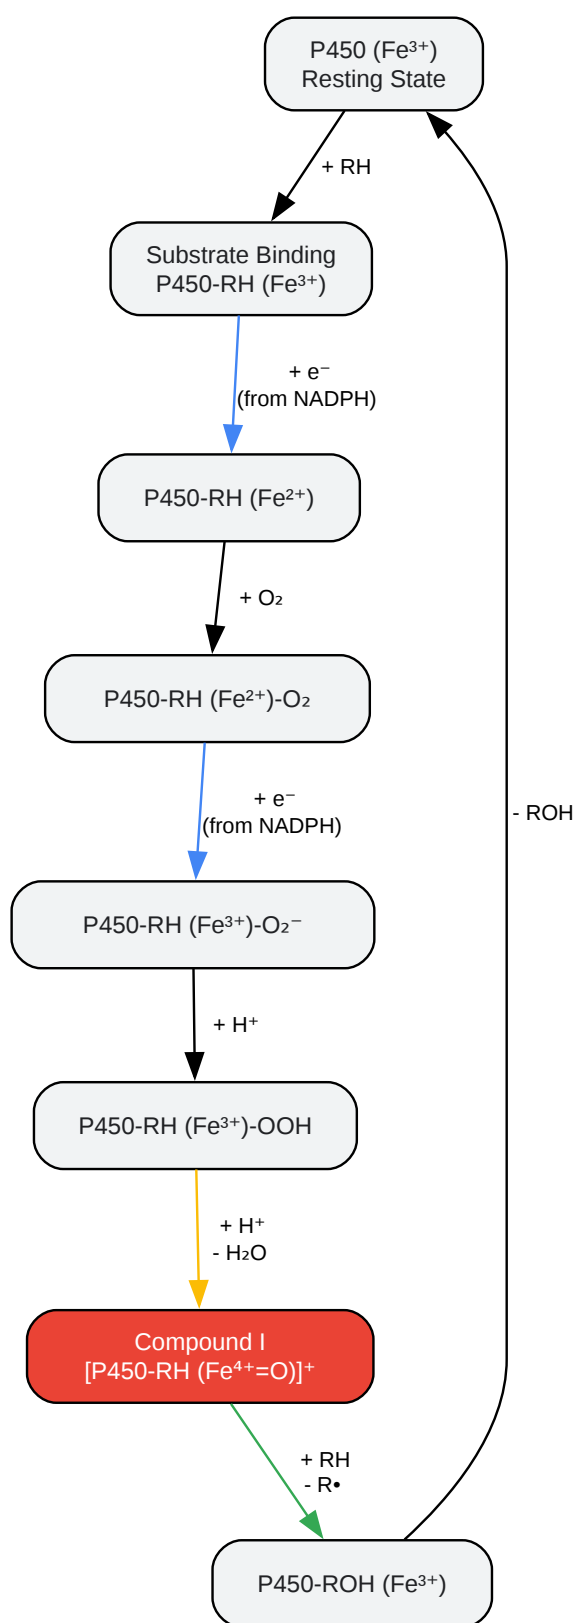 P450 (Fe³⁺)
Resting State
+ RH
Substrate Binding
P450-RH (Fe³⁺)
+ e⁻
(from NADPH)
P450-RH (Fe²⁺)
+ O₂
P450-RH (Fe²⁺)-O₂
+ e⁻
(from NADPH)
- ROH
P450-RH (Fe³⁺)-O₂⁻
+ H⁺
P450-RH (Fe³⁺)-OOH
+ H⁺
- H₂O
Compound I
[P450-RH (Fe⁴⁺=O)]⁺
+ RH
- R•
P450-ROH (Fe³⁺)